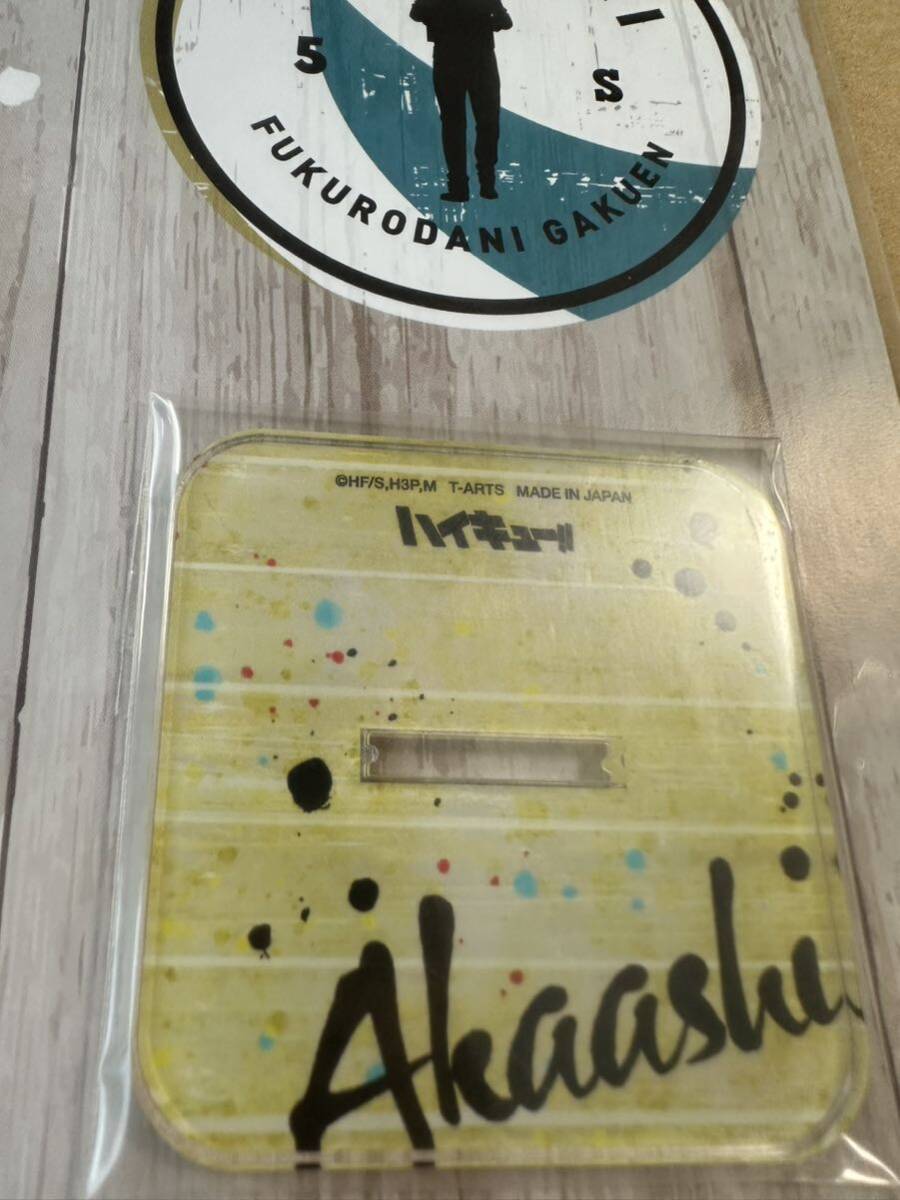 5
S
FUKURODANI GAKUEN
©HF/S,H3P,M T-ARTS MADE IN JAPAN
ハイキュー!!
Akaashi